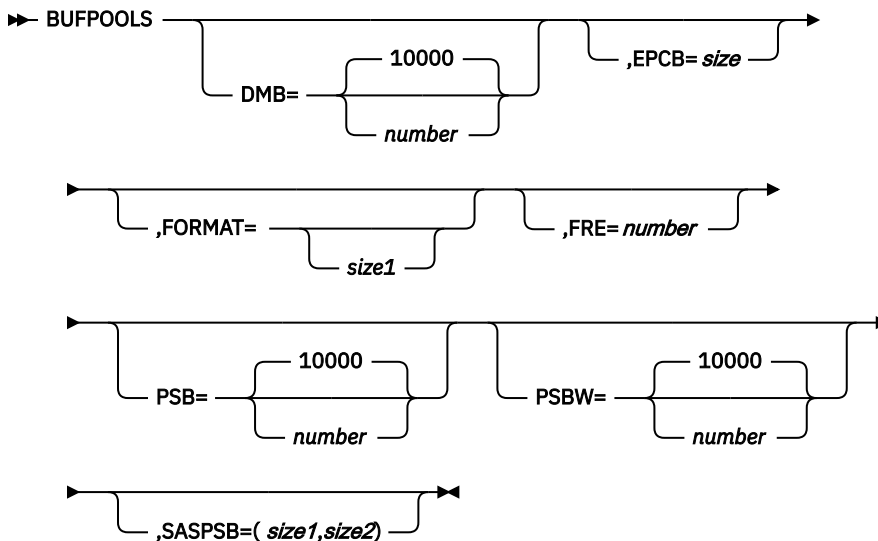 BUFPOOLS
10000
,EPCB= size
DMB=
number
,FORMAT=
,FRE= number
size1
10000
10000
PSB=
PSBW=
number
number
,SASPSB=( size1,size2)